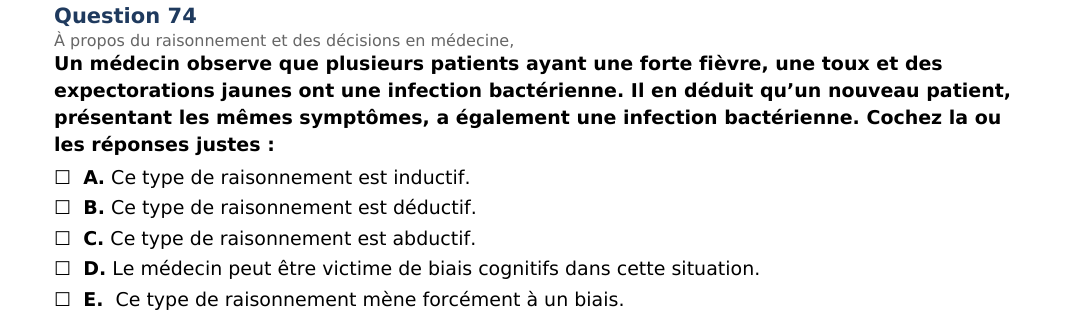 Question 74
À propos du raisonnement et des décisions en médecine,
Un médecin observe que plusieurs patients ayant une forte fièvre, une toux et des
expectorations jaunes ont une infection bactérienne. Il en déduit qu’un nouveau patient,
présentant les mêmes symptômes, a également une infection bactérienne. Cochez la ou
les réponses justes :
☐ A. Ce type de raisonnement est inductif.
☐ B. Ce type de raisonnement est déductif.
☐ C. Ce type de raisonnement est abductif.
☐ D. Le médecin peut être victime de biais cognitifs dans cette situation.
☐ E. Ce type de raisonnement mène forcément à un biais.